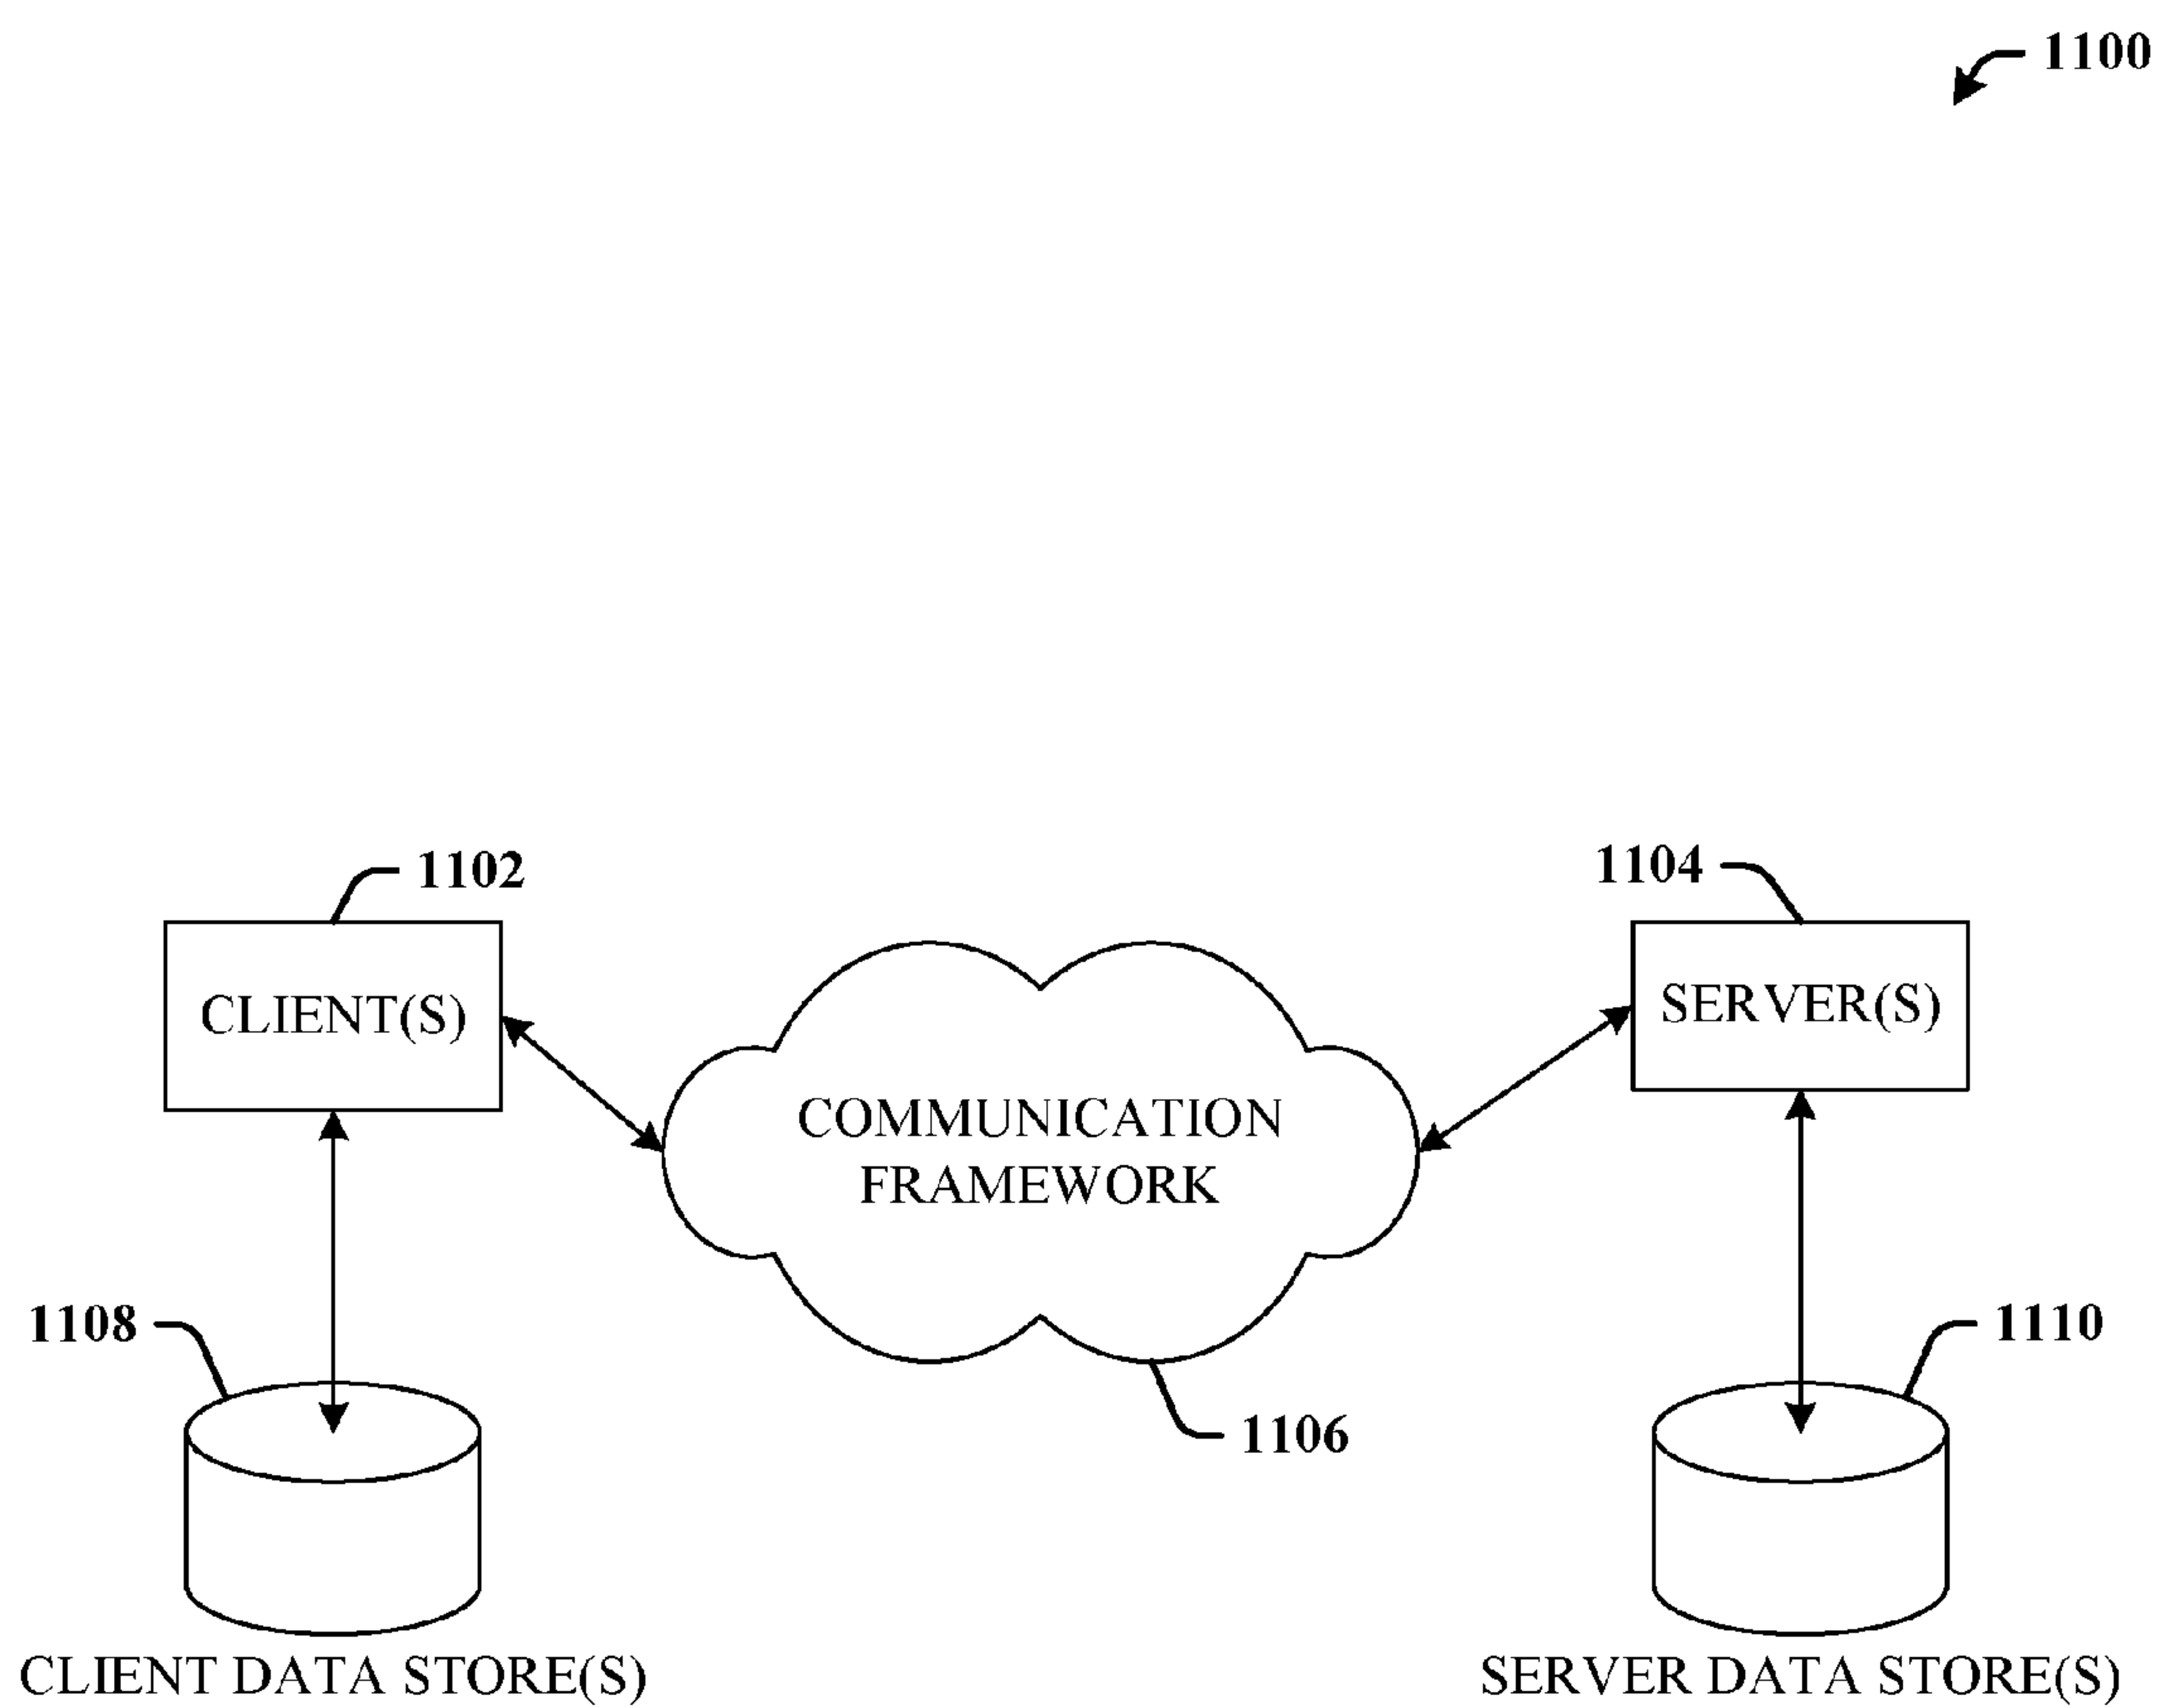 1100
1102
1104
CLIENT(S)
SERVER(S)
COMMUNICATION
FRAMEWORK
1108
1110
1106
CLIENT DATA STORE(S)
SERVER DATA STORE(S)